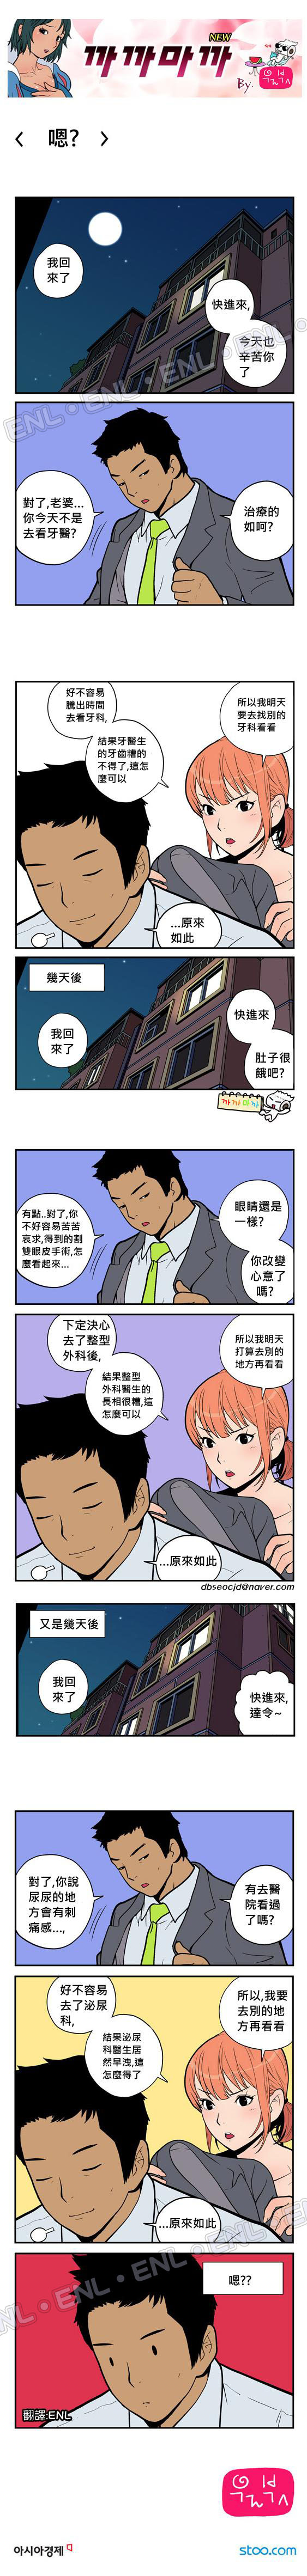 NEW
까까마까
By.
< 嗯? >
我回
來了
快進來,
今天也
辛苦你
了
ENL·ENL·ENL·ENL
對了,老婆...
你今天不是
去看牙醫?
治療的
如呵?
好不容易
騰出時間
去看牙科,
結果牙醫生
的牙齒糟的
不得了,這怎
麼可以
所以我明天
要去找別的
牙科看看
...原來
如此
幾天後
我回
來了
快進來
肚子很
餓吧?
까까마까
有點..對了,你
不好容易苦苦
哀求,得到的割
雙眼皮手術,怎
麼看起來...
眼睛還是
一樣?
你改變
心意了
嗎?
下定決心
去了整型
外科後,
結果整型
外科醫生的
長相很糟,這
怎麼可以
所以我明天
打算去別的
地方再看看
...原來如此
dbseocjd@naver.com
又是幾天後
我回
來了
快進來,
達令~
對了,你說
尿尿的地
方會有刺
痛感...,
有去醫
院看過
了嗎?
好不容易
去了泌尿
科,
結果泌尿
科醫生居
然早洩,這
怎麼得了
所以,我要
去別的地
方再看看
...原來如此
ENL·ENL·ENL·ENL
嗯??
翻譯:ENL
아시아경제
stoo.com